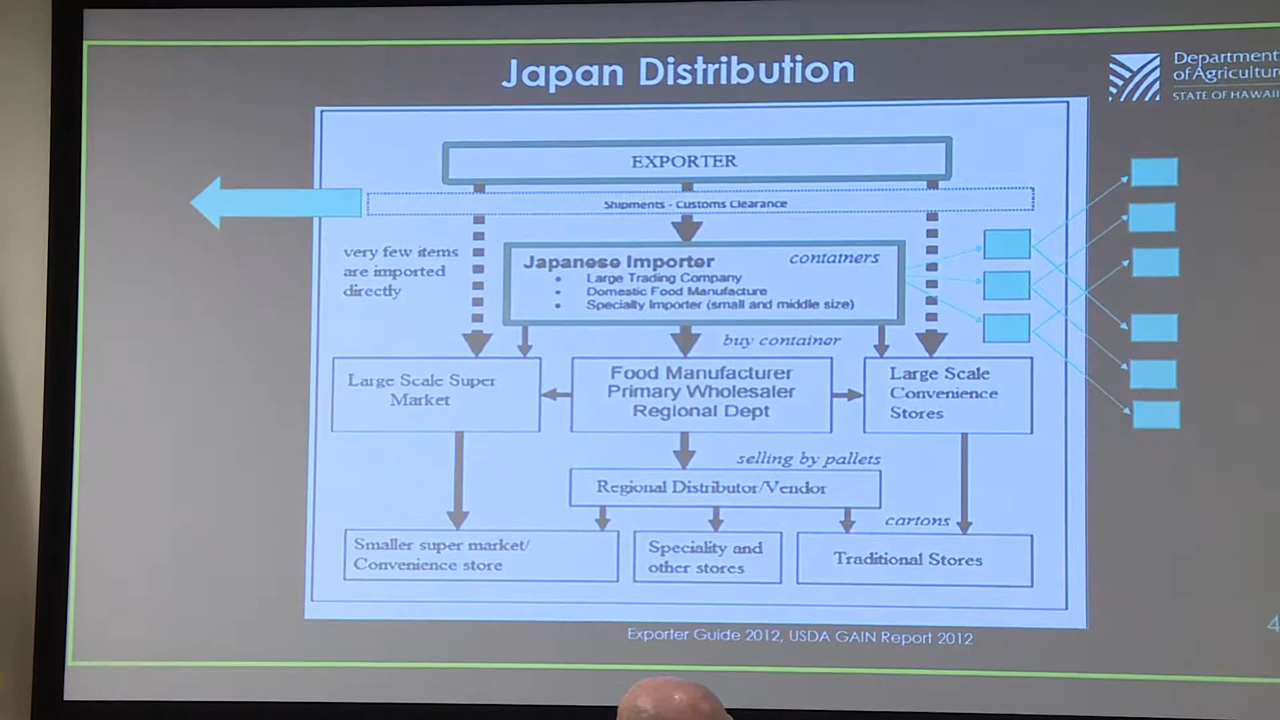 Japan Distribution
Department
of Agricultur
STATE OF HAWAII
EXPORTER
Shipments - Customs Clearance
very few items
are imported
directly
Japanese Importer
containers
• Large Trading Company
• Domestic Food Manufacture
• Specialty Importer (small and middle size)
buy container
Large Scale Super
Market
Food Manufacturer
Primary Wholesaler
Regional Dept
Large Scale
Convenience
Stores
selling by pallets
Regional Distributor/Vendor
cartons
Smaller super market/
Convenience store
Speciality and
other stores
Traditional Stores
Exporter Guide 2012, USDA GAIN Report 2012
4